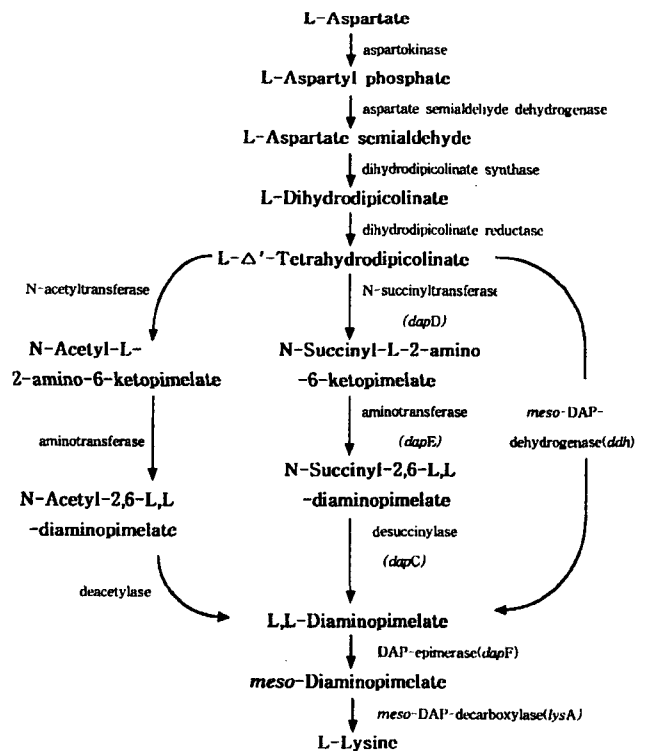 L-Aspartate
aspartokinase
L-Aspartyl phosphate
aspartate semialdehyde dehydrogenase
L-Aspartate semialdehyde
dihydrodipicolinate synthase
L-Dihydrodipicolinate
dihydrodipicolinate reductase
L-△′-Tetrahydrodipicolinate
N-acetyltransferase
N-succinyltransferase
(dapD)
N-Acetyl-L-
2-amino-6-ketopimelate
N-Succinyl-L-2-amino
-6-ketopimelate
aminotransferase
aminotransferase
(dapE)
meso-DAP-
dehydrogenase(ddh)
N-Acetyl-2,6-L,L
-diaminopimelate
N-Succinyl-2,6-L,L
-diaminopimelate
deacetylase
desuccinylase
(dapC)
L,L-Diaminopimelate
DAP-epimerase(dapF)
meso-Diaminopimelate
meso-DAP-decarboxylase(lysA)
L-Lysine